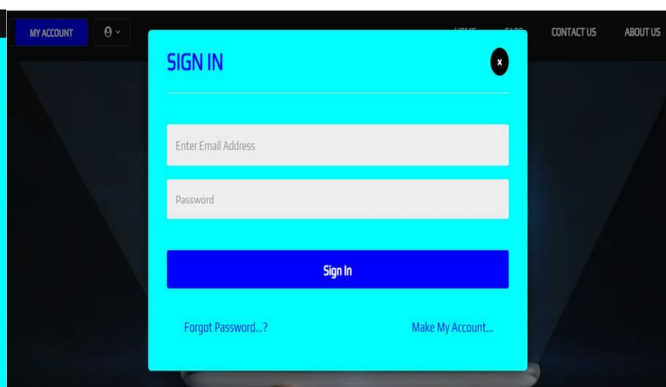 MY ACCOUNT
CONTACT US
ABOUT US
SIGN IN
x
Enter Email Address
Password
Sign In
Forgot Password...?
Make My Account...